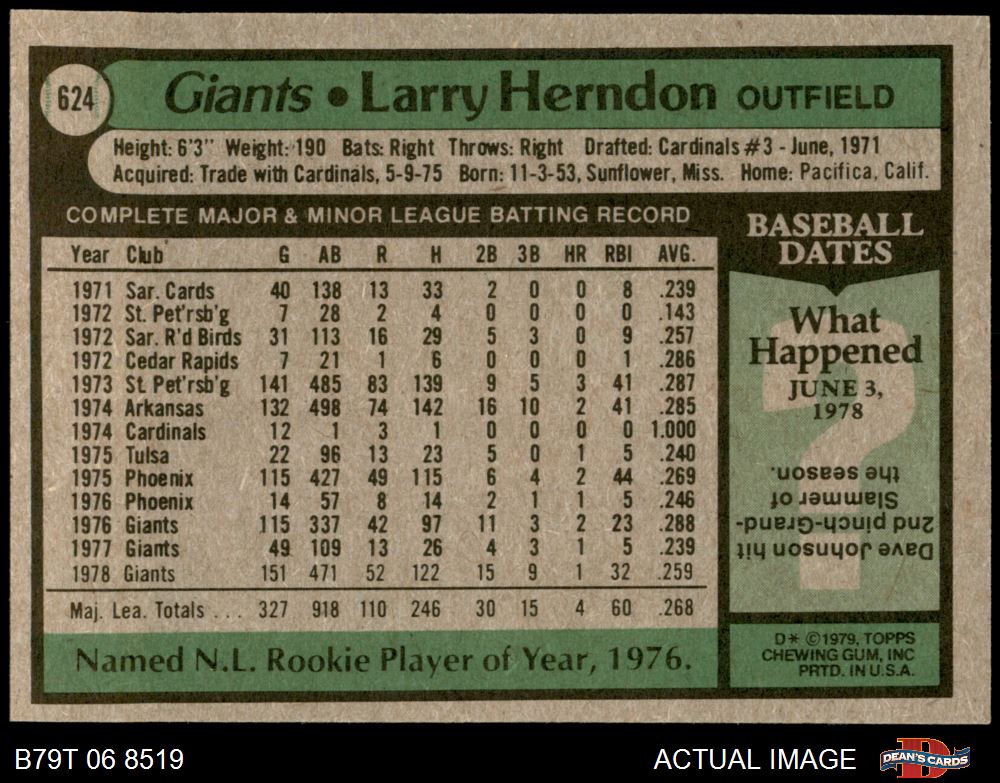 624
Giants • Larry Herndon OUTFIELD
Height: 6'3" Weight: 190 Bats: Right Throws: Right Drafted: Cardinals #3 - June, 1971
Acquired: Trade with Cardinals, 5-9-75 Born: 11-3-53, Sunflower, Miss. Home: Pacifica, Calif.
COMPLETE MAJOR & MINOR LEAGUE BATTING RECORD
Year Club G AB R H 2B 3B HR RBI AVG.
1971 Sar. Cards 40 138 13 33 2 0 0 8 .239
1972 St. Pet'rsb'g 7 28 2 4 0 0 0 0 .143
1972 Sar. R'd Birds 31 113 16 29 5 3 0 9 .257
1972 Cedar Rapids 7 21 1 6 0 0 0 1 .286
1973 St. Pet'rsb'g 141 485 83 139 9 5 3 41 .287
1974 Arkansas 132 498 74 142 16 10 2 41 .285
1974 Cardinals 12 1 3 1 0 0 0 0 1.000
1975 Tulsa 22 96 13 23 5 0 1 5 .240
1975 Phoenix 115 427 49 115 6 4 2 44 .269
1976 Phoenix 14 57 8 14 2 1 1 5 .246
1976 Giants 115 337 42 97 11 3 2 23 .288
1977 Giants 49 109 13 26 4 3 1 5 .239
1978 Giants 151 471 52 122 15 9 1 32 .259
Maj. Lea. Totals ... 327 918 110 246 30 15 4 60 .268
Named N.L. Rookie Player of Year, 1976.
BASEBALL
DATES
What
Happened
JUNE 3,
1978
?
Dave Johnson hit
2nd pinch-Grand-
Slammer of
the season.
D* ©1979, TOPPS
CHEWING GUM, INC
PRTD. IN U.S.A.
B79T 06 8519
ACTUAL IMAGE
D
DEAN'S CARDS